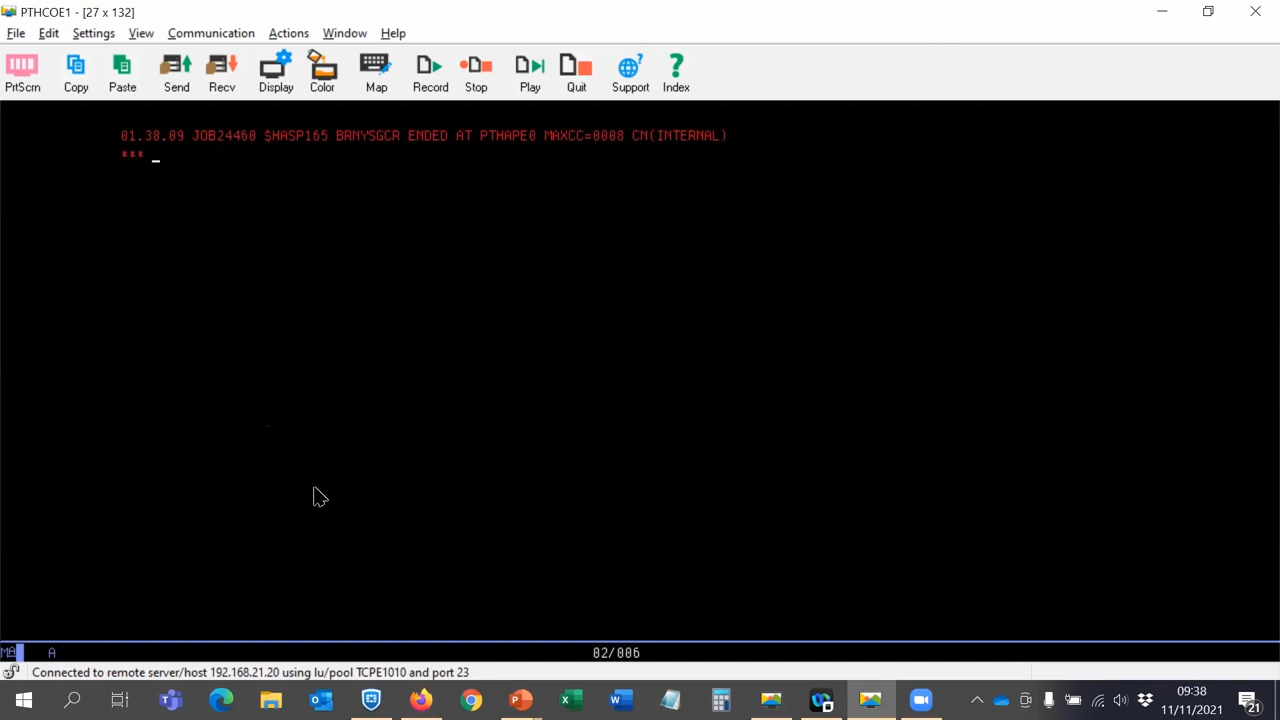 PTHCOE1 - [27 x 132]
File Edit Settings View Communication Actions Window Help
PrtScrn Copy Paste Send Recv Display Color Map Record Stop Play Quit Support Index
01.38.09 JOB24460 $HASP165 BRNYSGCR ENDED AT PTHAPE0 MAXCC=0008 CN(INTERNAL)
***
MA A 02/006
Connected to remote server/host 192.168.21.20 using lu/pool TCPE1010 and port 23
09:38
11/11/2021
21